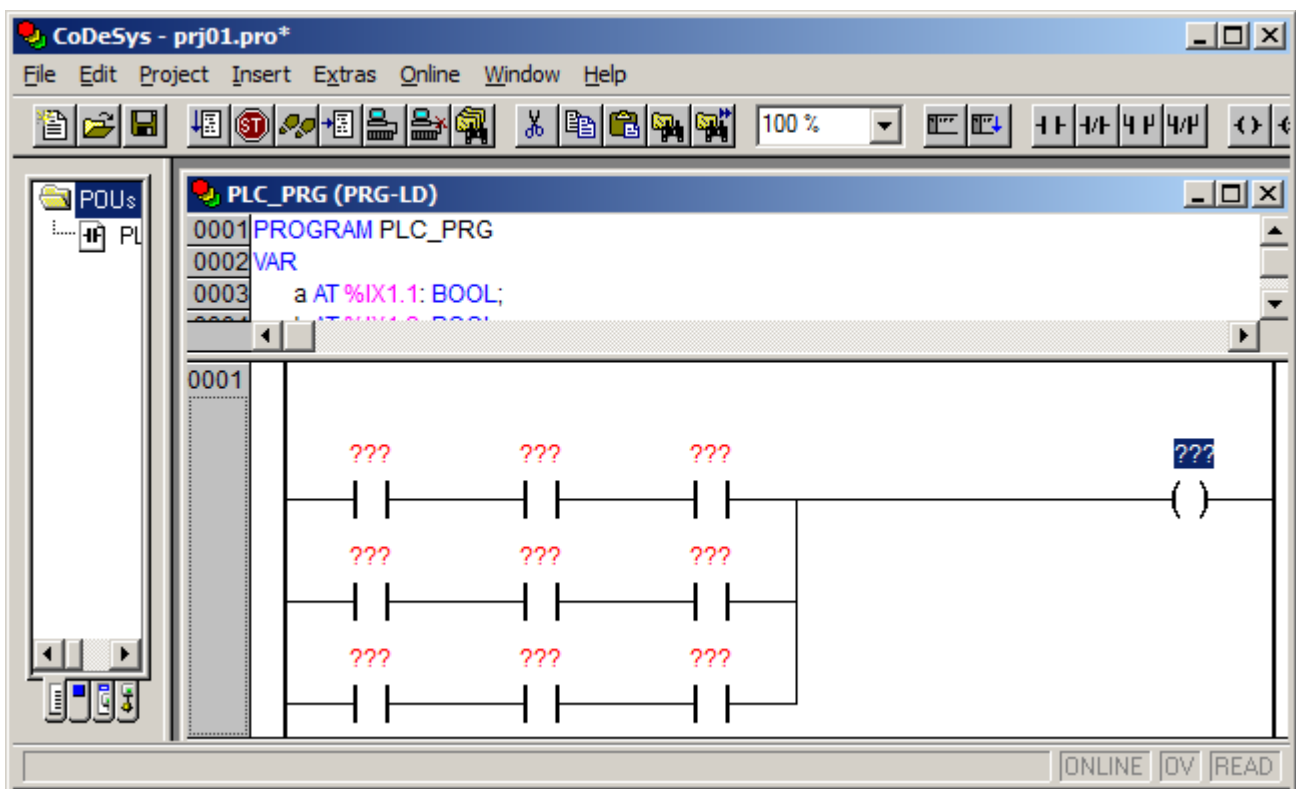 CoDeSys - prj01.pro*
File Edit Project Insert Extras Online Window Help
ST 100 %
POUs
PL
PLC_PRG (PRG-LD)
0001 PROGRAM PLC_PRG
0002 VAR
0003 a AT %IX1.1: BOOL;
0001
??? ??? ??? ???
??? ??? ???
??? ??? ???
ONLINE OV READ